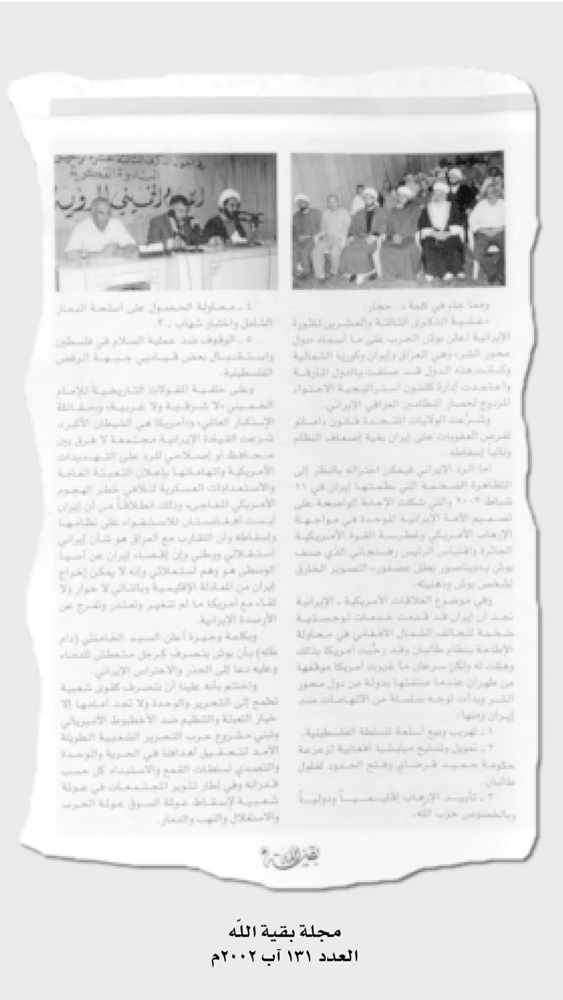 الندوة الفكرية
ومما جاء في كلمة د. حجار:
«عشية الذكرى الثالثة والعشرين للثورة
الإيرانية أعلن بوش الحرب على ما أسماه «دول
محور الشر» وهي العراق وإيران وكوريا الشمالية
وكانت هذه الدول قد صنفت بالدول المارقة
واعتمدت إدارة كلنتون استراتيجية الاحتواء
المزدوج لحصار النظامين العراقي الإيراني.
وشرّعت الولايات المتحدة قانون داماتو
لفرض العقوبات على إيران بغية إضعاف النظام
وتالياً إسقاطه..
أما الرد الإيراني فيمكن اختزاله بالنظر إلى
التظاهرة الضخمة التي نظمتها إيران في ١١
شباط ٢٠٠٢ والتي شكلت الإجابة الواضحة على
تصميم الأمة الإيرانية الموحدة في مواجهة
الإرهاب الأمريكي وغطرسة القوة الأمريكية
الجائرة واقتباس الرئيس رفسنجاني الذي صنف
بوش بـ«ديناصور بعقل عصفور» التصوير الخارق
لشخص بوش وذهنيته.
وفي موضوع العلاقات الأمريكية ـ الإيرانية
نجد أن إيران قد قدمت خدمات لوجستية
ضخمة لتحالف الشمال الأفغاني في محاولة
الإطاحة بنظام طالبان وقد رحّبت أمريكا بذلك
وهللت له ولكن سرعان ما غيرت أمريكا موقفها
من طهران عندما صنفتها بدولة من دول محور
الشر وبدأت توجه سلسلة من الاتهامات ضد
إيران ومنها:
١ ـ تهريب وبيع أسلحة للسلطة الفلسطينية.
٢ ـ تمويل وتسليح ميليشيا أفغانية لزعزعة
حكومة حميد قرضاي وفتح الحدود لفلول
طالبان.
٣ ـ تأييد الإرهاب إقليمياً ودولياً
وبالخصوص حزب الله.
٤ ـ محاولة الحصول على أسلحة الدمار
الشامل واختبار شهاب ـ ٣.
٥ ـ الوقوف ضد عملية السلام في فلسطين
واستقبال بعض قياديي جبهة الرفض
الفلسطينية.
وعلى خلفية المقولات التاريخية للإمام
الخميني «لا شرقية ولا غربية» و«مقاتلة
الإستكبار العالمي» و«أمريكا هي الشيطان الأكبر»،
شرعت القيادة الإيرانية مجتمعة لا فرق بين
محافظ أو إصلاحي للرد على التهديدات
الأمريكية واتهاماتها بإعلان التعبئة العامة
والاستعدادات العسكرية لتلافي خطر الهجوم
الأمريكي المفاجىء وذلك انطلاقاً من أن إيران
ليست أفغانستان للاستقواء على نظامها
وإسقاطه وأن التقارب مع العراق هو شأن إيراني
استقلالي ووطني وإن إقصاء إيران عن آسيا
الوسطى هو وهم استعلائي وإنه لا يمكن إخراج
إيران من المعادلة الإقليمية وبالتالي لا حوار ولا
لقاء مع أمريكا ما لم تتغير وتعتذر وتفرج عن
الأرصدة الإيرانية.
وبكلمة وجيزة أعلن السيد الخامنئي (دام
ظله) بأن بوش يتصرف كرجل متعطش للدماء
وعليه دعا إلى الحذر والاحتراس الإيراني.
واختتم بأنه علينا أن نتصرف كقوى شعبية
تطمح إلى التحرير والوحدة ولا تجد أمامها إلا
خيار التعبئة والتنظيم ضد الأخطبوط الامبريالي
وتبني مشروع حرب التحرير الشعبية الطويلة
الأمد لتحقيق أهدافنا في الحرية والوحدة
والتصدي لسلطات القمع والاستبداد كل حسب
قدراته وفي إطار تثوير المجتمعات في عولة
شعبية لإسقاط عولة السوق عولة الحرب
والاستغلال والنهب والدمار.
بقية الله
مجلة بقية اللّه
العدد ١٣١ آب ٢٠٠٢م